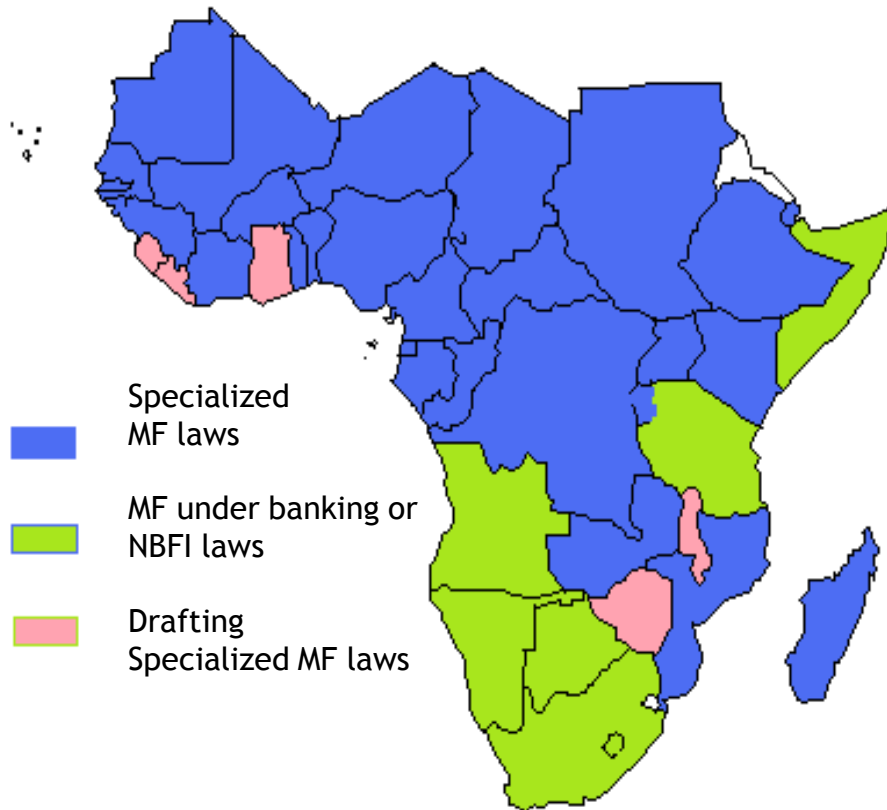 Specialized
MF laws
MF under banking or
NBFI laws
Drafting
Specialized MF laws